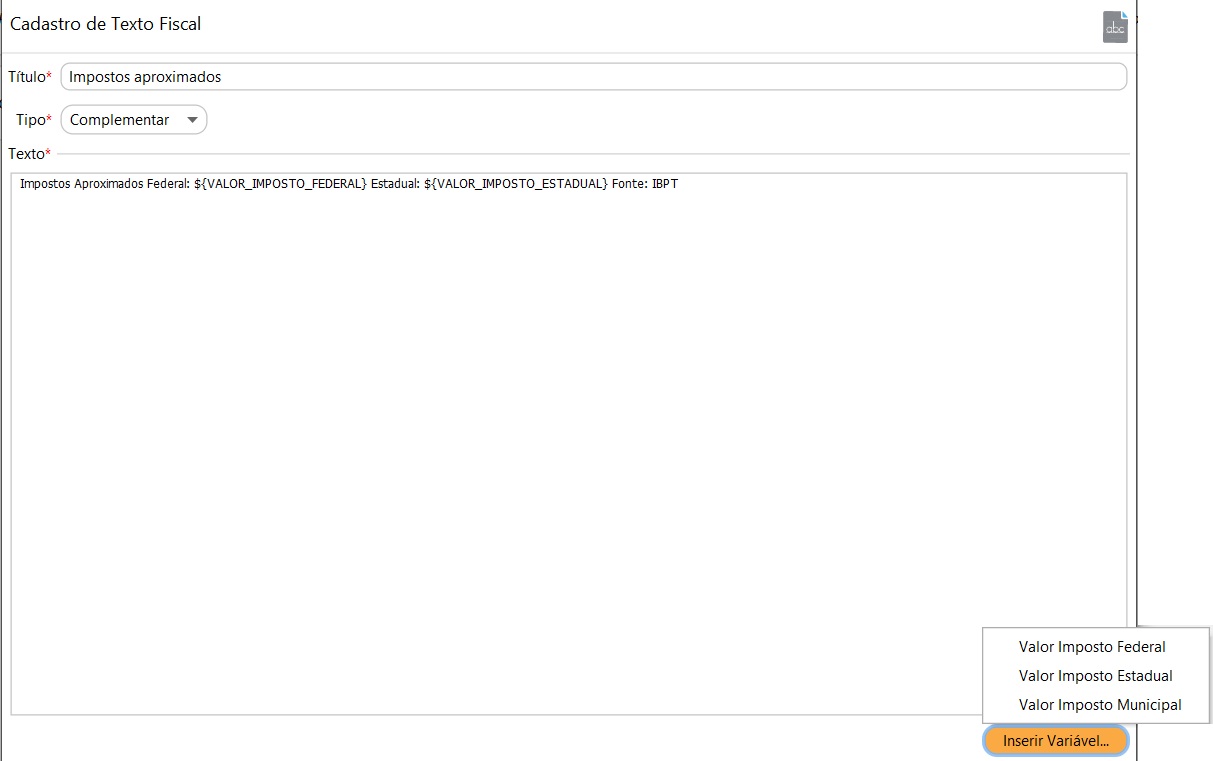 Cadastro de Texto Fiscal
abc
Título* Impostos aproximados
Tipo* Complementar
Texto*
Impostos Aproximados Federal: ${VALOR_IMPOSTO_FEDERAL} Estadual: ${VALOR_IMPOSTO_ESTADUAL} Fonte: IBPT
Valor Imposto Federal
Valor Imposto Estadual
Valor Imposto Municipal
Inserir Variável...